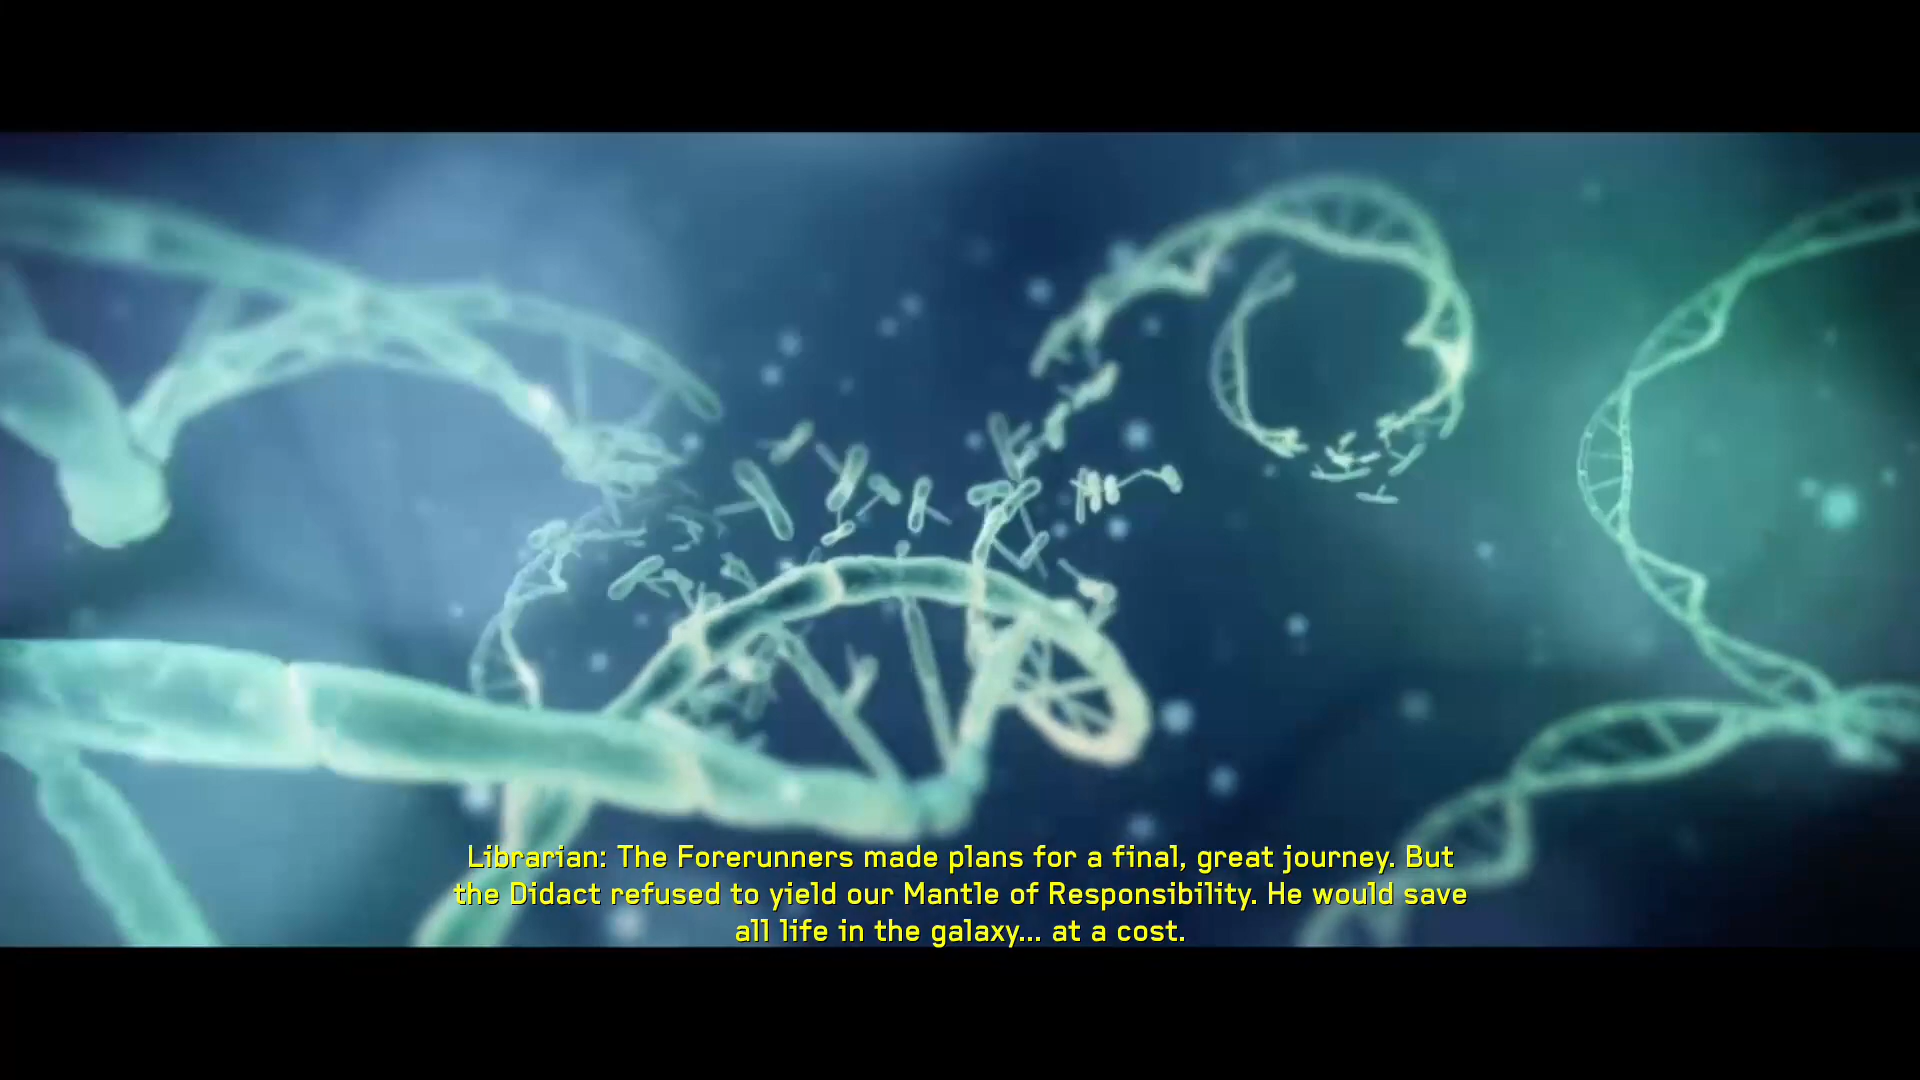 Librarian: The Forerunners made plans for a final, great journey. But
the Didact refused to yield our Mantle of Responsibility. He would save
all life in the galaxy... at a cost.